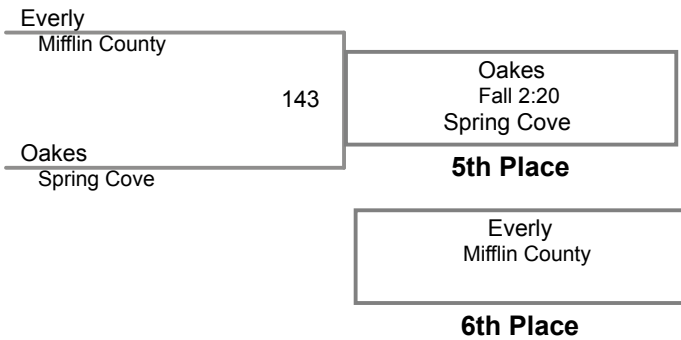 Everly
Mifflin County
143
Oakes
Spring Cove
Oakes
Fall 2:20
Spring Cove
5th Place
Everly
Mifflin County
6th Place